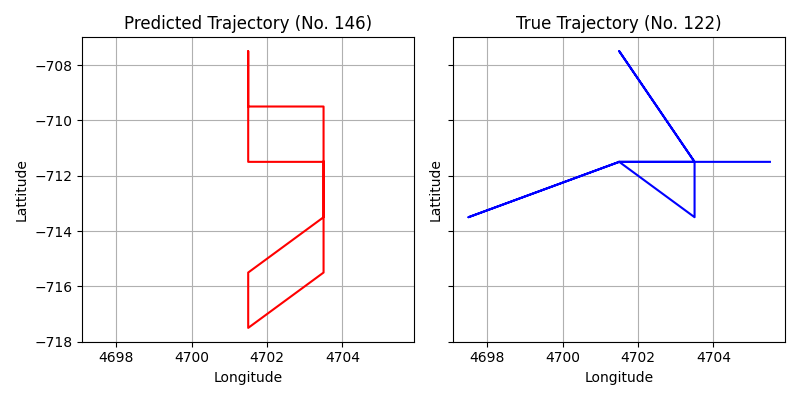 Predicted Trajectory (No. 146)
True Trajectory (No. 122)
Lattitude
−708
−710
−712
−714
−716
−718
4698 4700 4702 4704
Longitude
Lattitude
4698 4700 4702 4704
Longitude